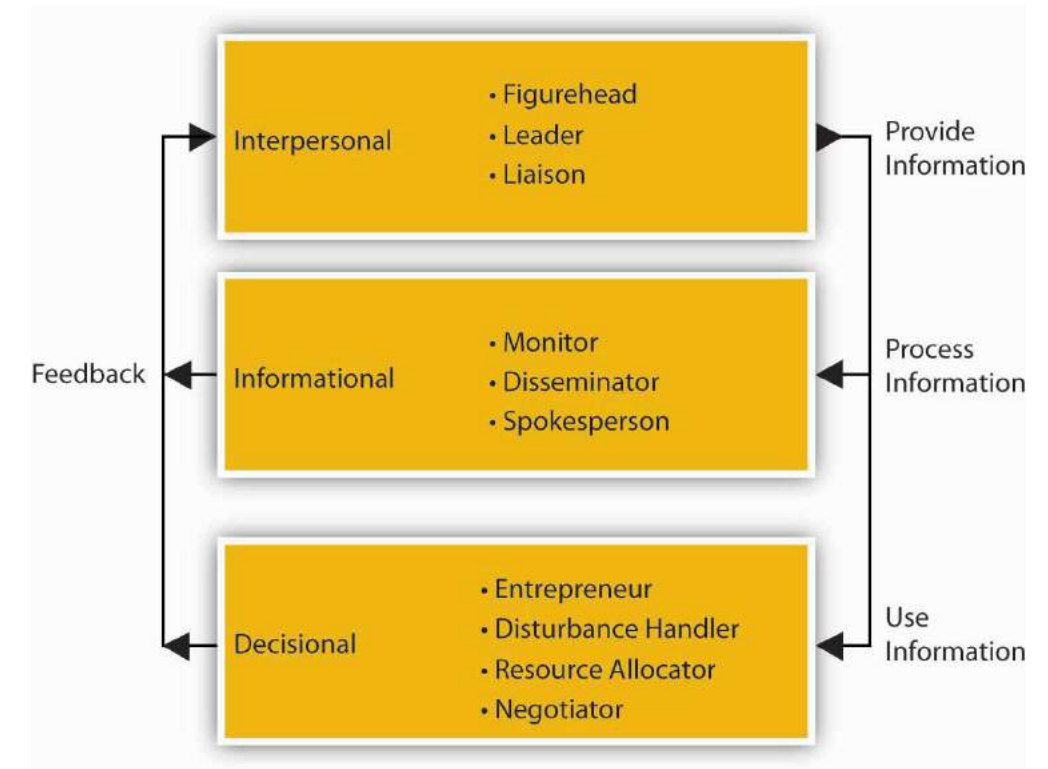 Interpersonal
• Figurehead
• Leader
• Liaison
Provide
Information
Feedback
Informational
• Monitor
• Disseminator
• Spokesperson
Process
Information
Decisional
• Entrepreneur
• Disturbance Handler
• Resource Allocator
• Negotiator
Use
Information